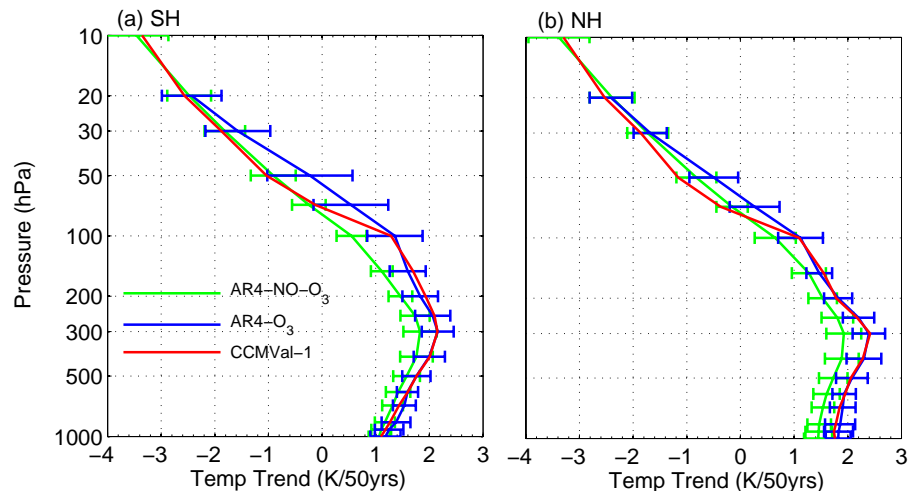 (a) SH
(b) NH
10
20
30
50
100
200
300
500
1000
Pressure (hPa)
AR4−NO−O3
AR4−O3
CCMVal−1
−4 −3 −2 −1 0 1 2 3
−4 −3 −2 −1 0 1 2 3
Temp Trend (K/50yrs)
Temp Trend (K/50yrs)